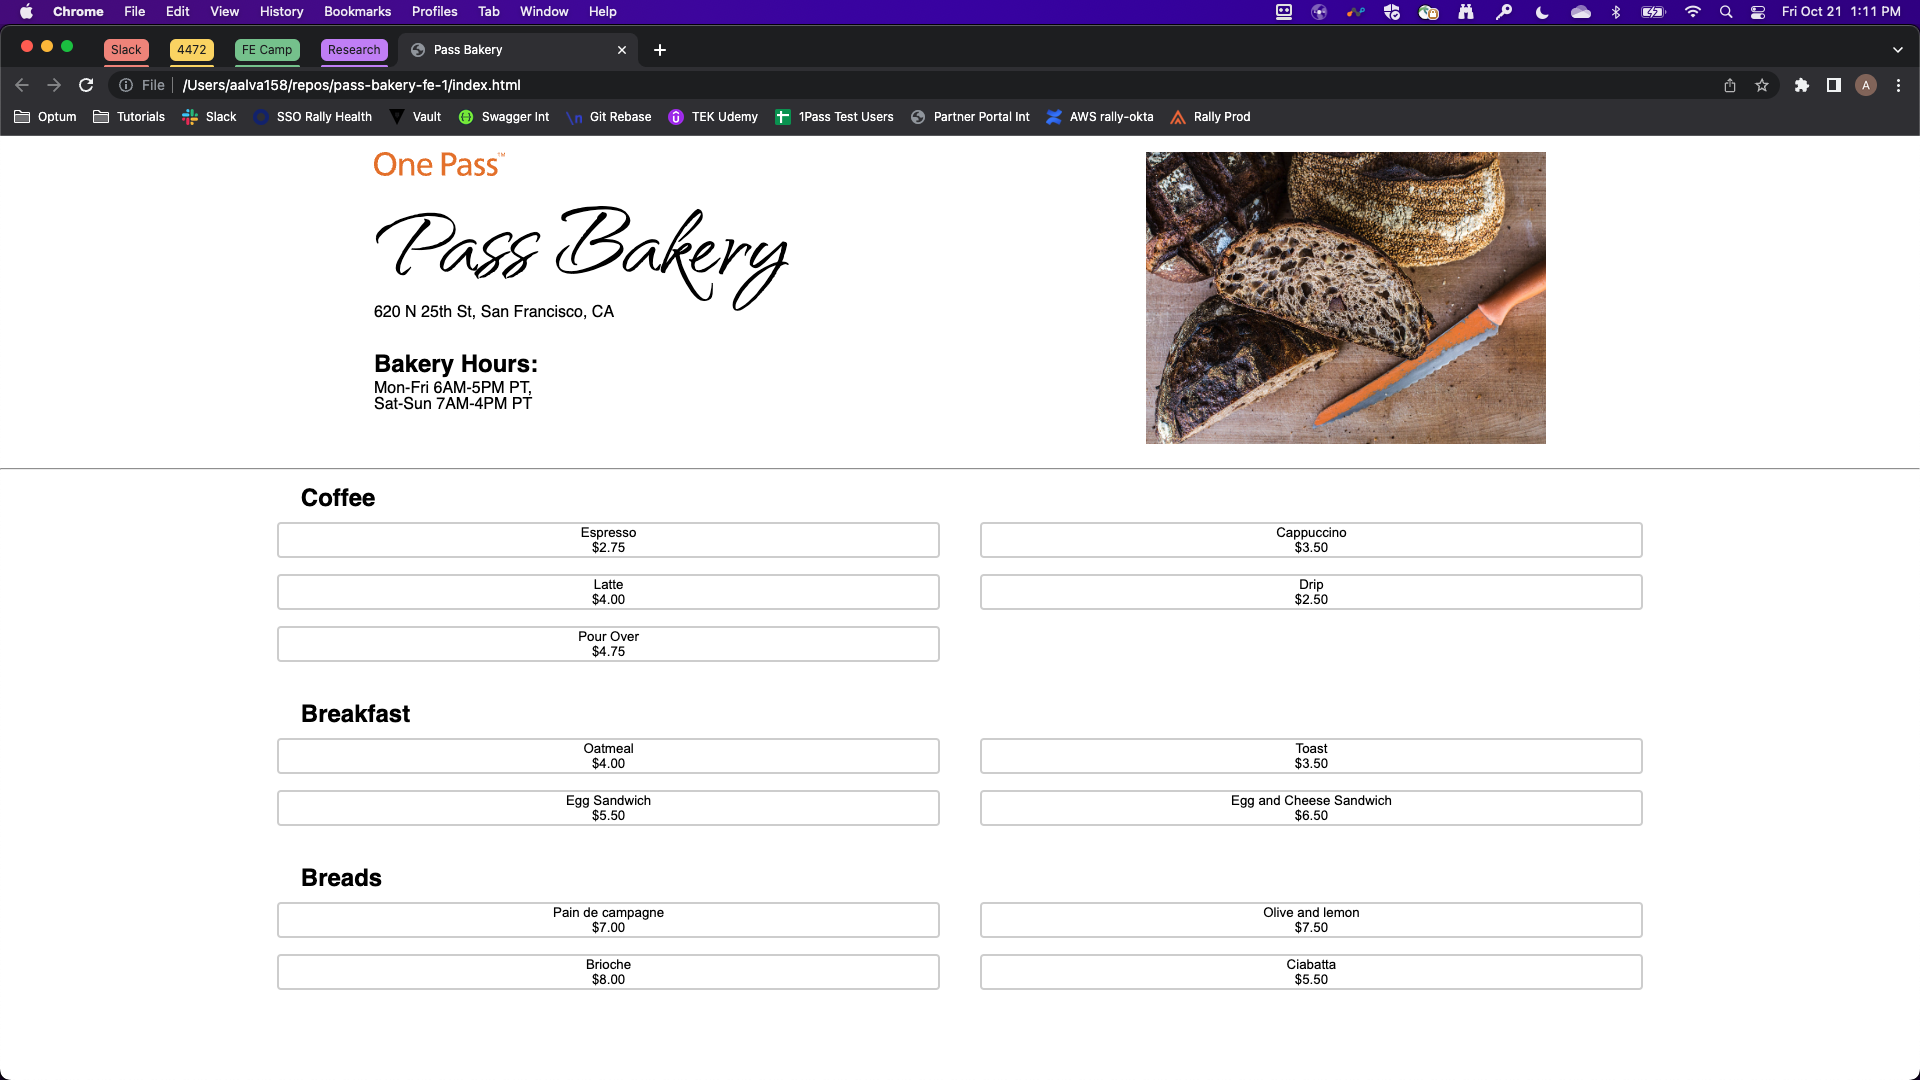 Chrome File Edit View History Bookmarks Profiles Tab Window Help Fri Oct 21 1:11 PM
Slack 4472 FE Camp Research Pass Bakery
File /Users/aalva158/repos/pass-bakery-fe-1/index.html A
Optum Tutorials Slack SSO Rally Health Vault Swagger Int Git Rebase TEK Udemy 1Pass Test Users Partner Portal Int AWS rally-okta Rally Prod
One Pass™
Pass Bakery
620 N 25th St, San Francisco, CA
Bakery Hours:
Mon-Fri 6AM-5PM PT,
Sat-Sun 7AM-4PM PT
Coffee
Espresso
$2.75
Cappuccino
$3.50
Latte
$4.00
Drip
$2.50
Pour Over
$4.75
Breakfast
Oatmeal
$4.00
Toast
$3.50
Egg Sandwich
$5.50
Egg and Cheese Sandwich
$6.50
Breads
Pain de campagne
$7.00
Olive and lemon
$7.50
Brioche
$8.00
Ciabatta
$5.50